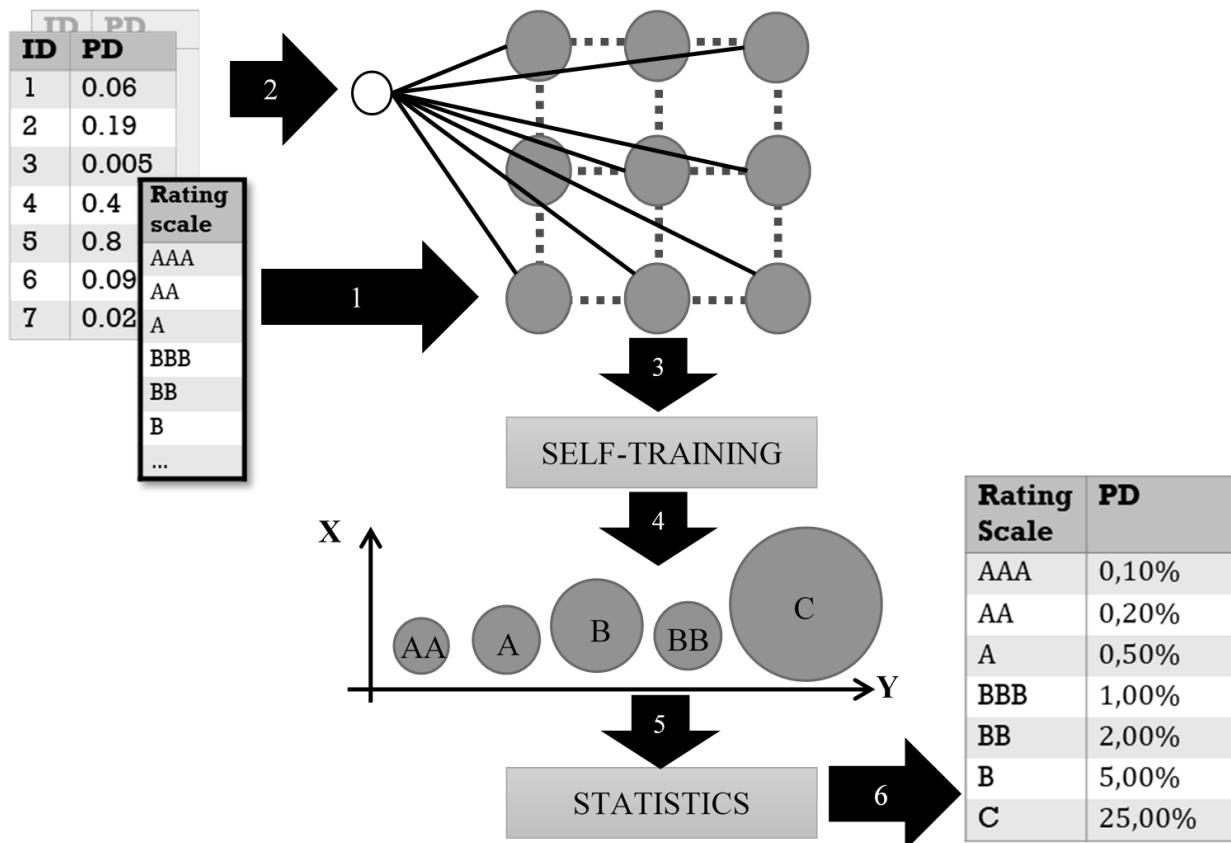 ID PD
ID PD
1 0.06
2 0.19
3 0.005
4 0.4
5 0.8
6 0.09
7 0.02
Rating
scale
AAA
AA
A
BBB
BB
B
...
2
1
3
SELF-TRAINING
4
X
AA A B BB C
Y
5
STATISTICS
6
Rating PD
Scale
AAA 0,10%
AA 0,20%
A 0,50%
BBB 1,00%
BB 2,00%
B 5,00%
C 25,00%